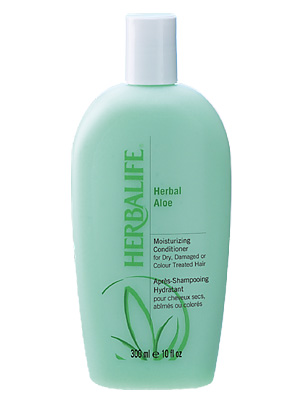 HERBALIFE®
Herbal
Aloe
Moisturizing
Conditioner
for Dry, Damaged or
Colour Treated Hair
Après-Shampooing
Hydratant
pour cheveux secs,
abîmés ou colorés
300 ml e 10 fl oz